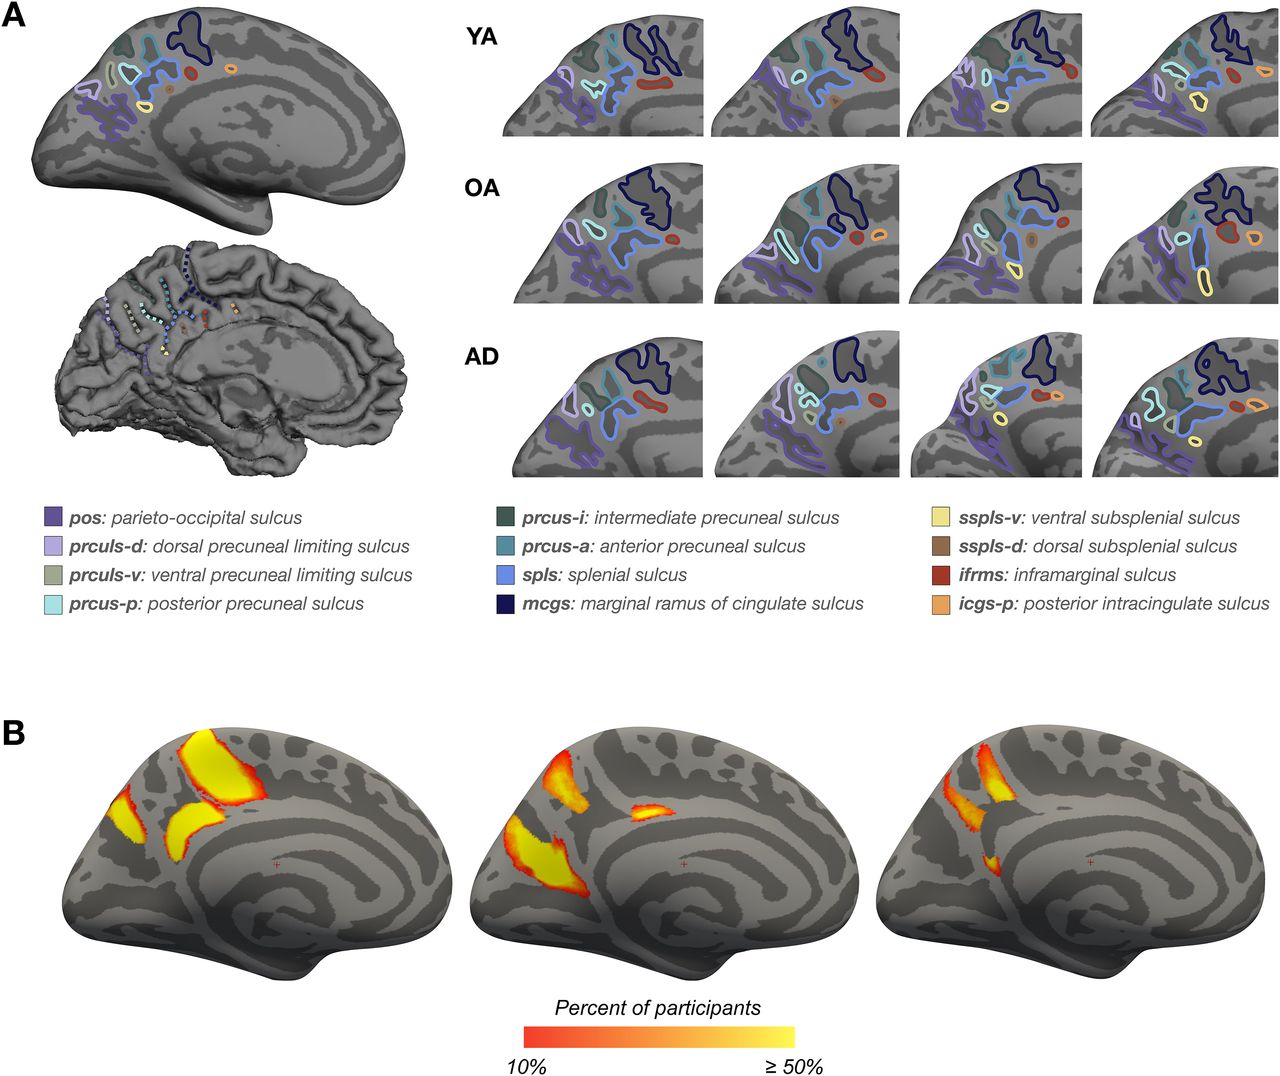 A
YA
OA
AD
pos: parieto-occipital sulcus
prculs-d: dorsal precuneal limiting sulcus
prculs-v: ventral precuneal limiting sulcus
prcus-p: posterior precuneal sulcus
prcus-i: intermediate precuneal sulcus
prcus-a: anterior precuneal sulcus
spls: splenial sulcus
mcgs: marginal ramus of cingulate sulcus
sspls-v: ventral subsplenial sulcus
sspls-d: dorsal subsplenial sulcus
ifrms: inframarginal sulcus
icgs-p: posterior intracingulate sulcus
B
Percent of participants
10% ≥ 50%